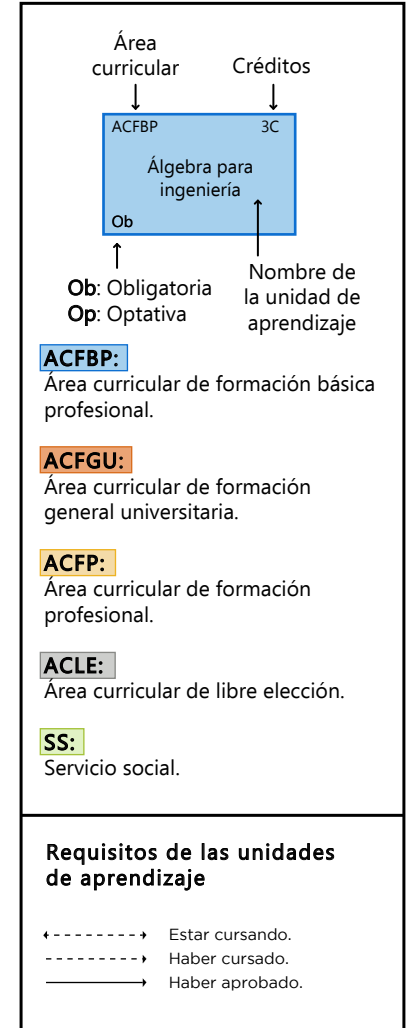 Área
curricular
Créditos
ACFBP 3C
Álgebra para
ingeniería
Ob
Ob: Obligatoria
Op: Optativa
Nombre de
la unidad de
aprendizaje
ACFBP:
Área curricular de formación básica
profesional.
ACFGU:
Área curricular de formación
general universitaria.
ACFP:
Área curricular de formación
profesional.
ACLE:
Área curricular de libre elección.
SS:
Servicio social.
Requisitos de las unidades
de aprendizaje
Estar cursando.
Haber cursado.
Haber aprobado.